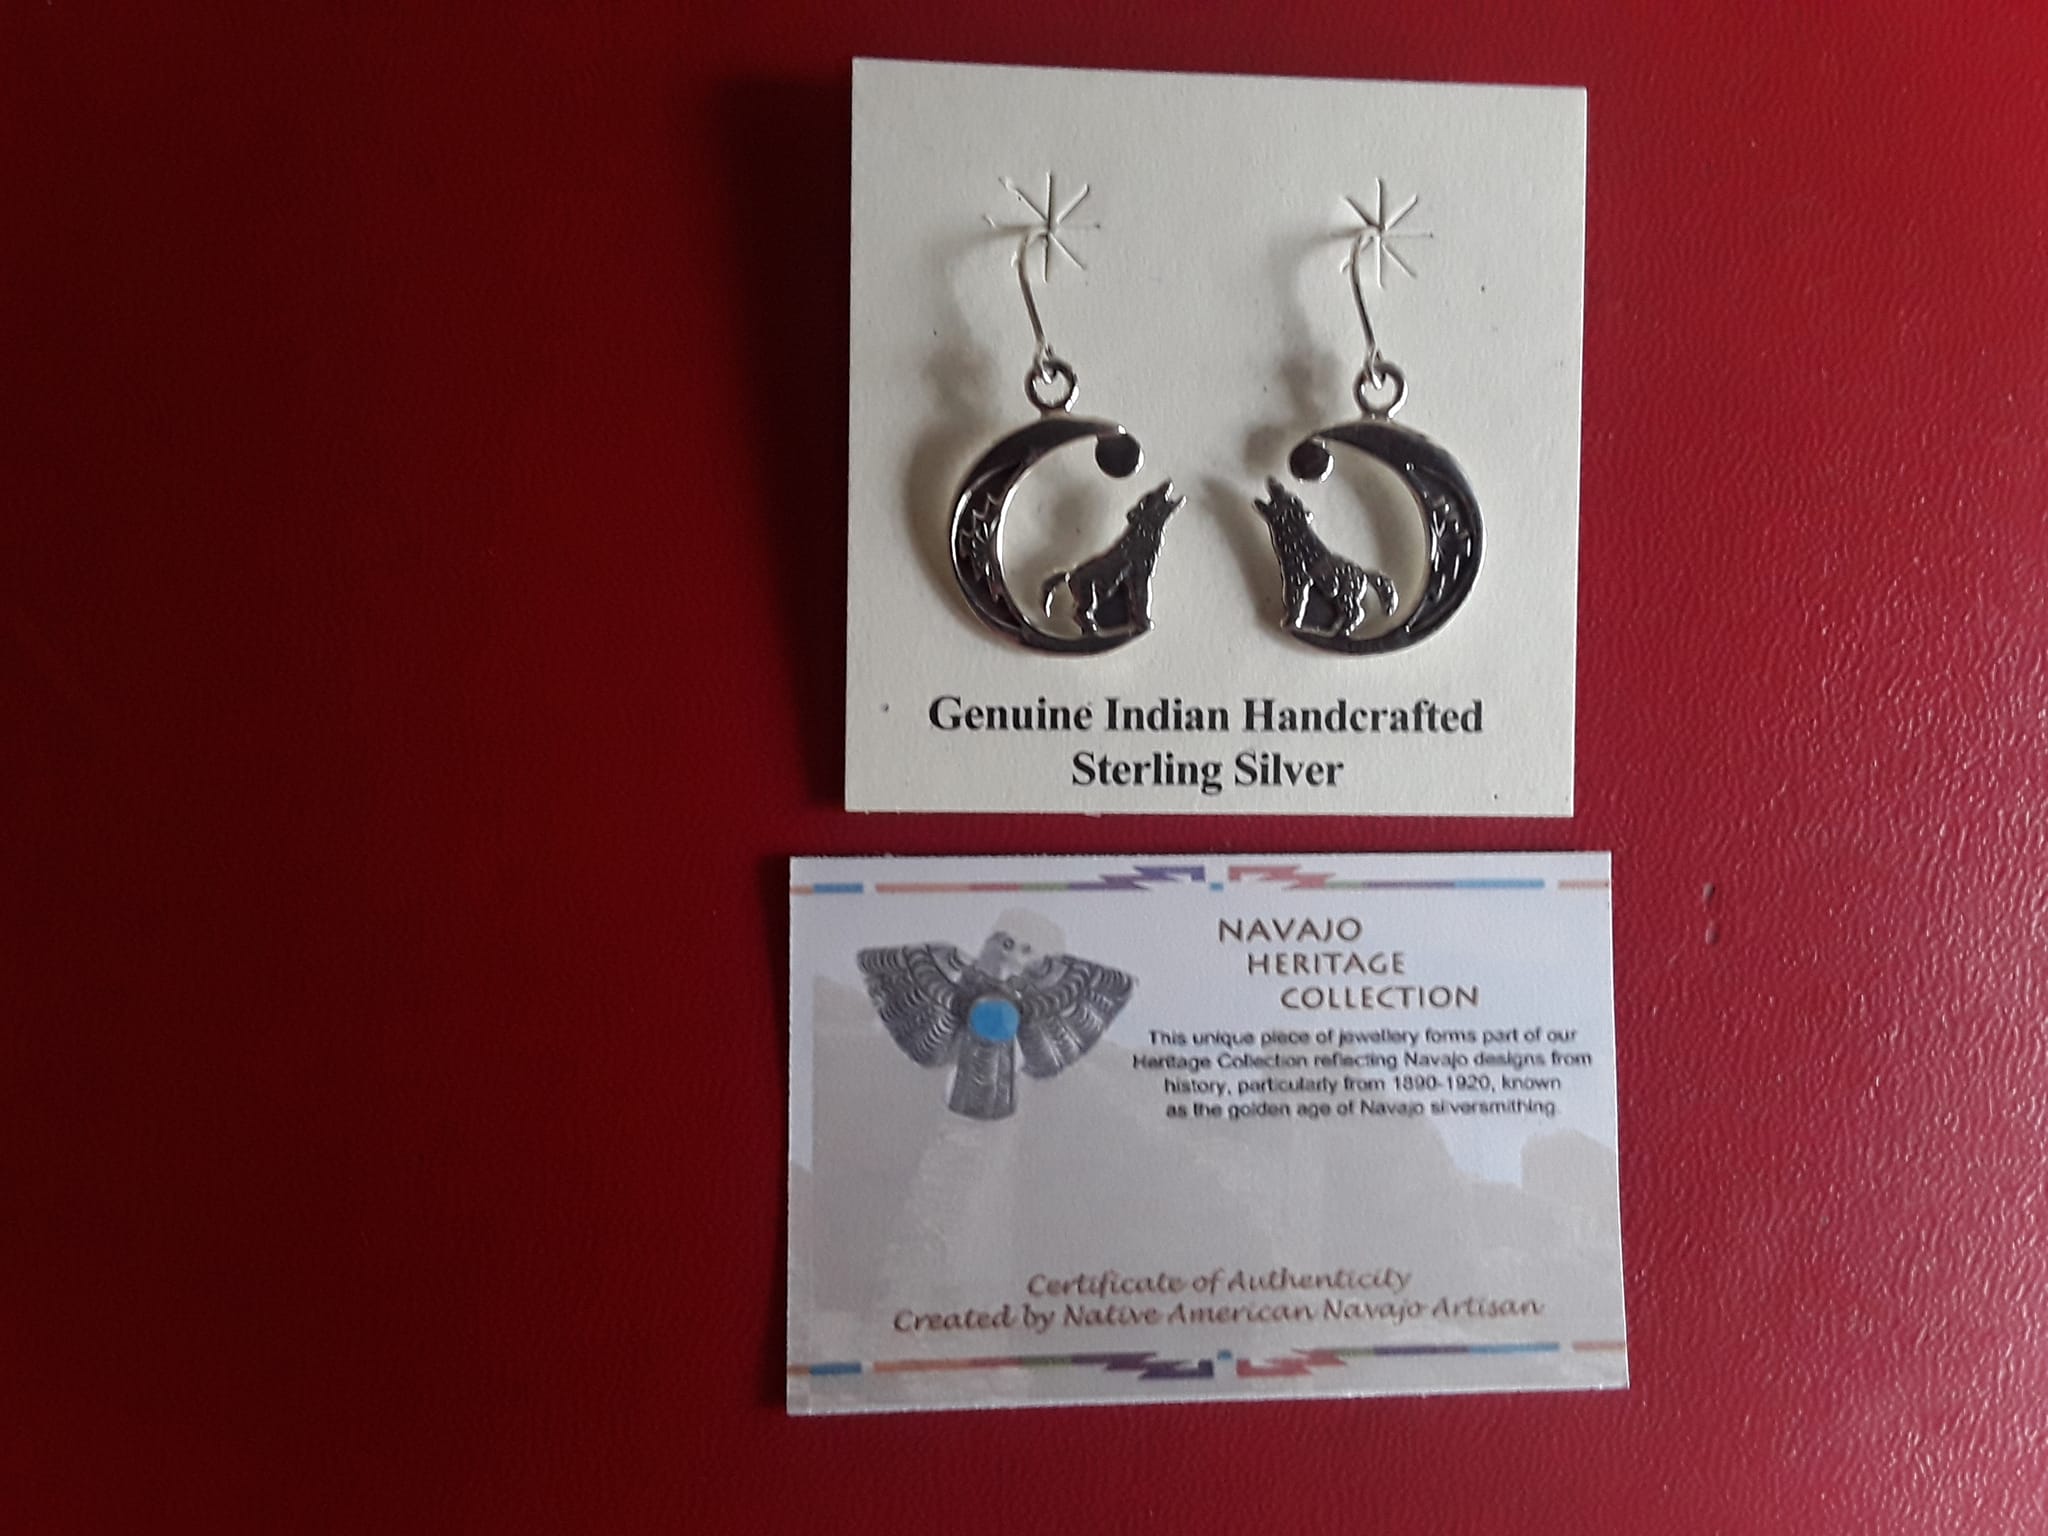 Genuine Indian Handcrafted
Sterling Silver
NAVAJO
HERITAGE
COLLECTION
This unique piece of jewellery forms part of our
Heritage Collection reflecting Navajo designs from
history, particularly from 1890-1920, known
as the golden age of Navajo silversmithing.
Certificate of Authenticity
Created by Native American Navajo Artisan